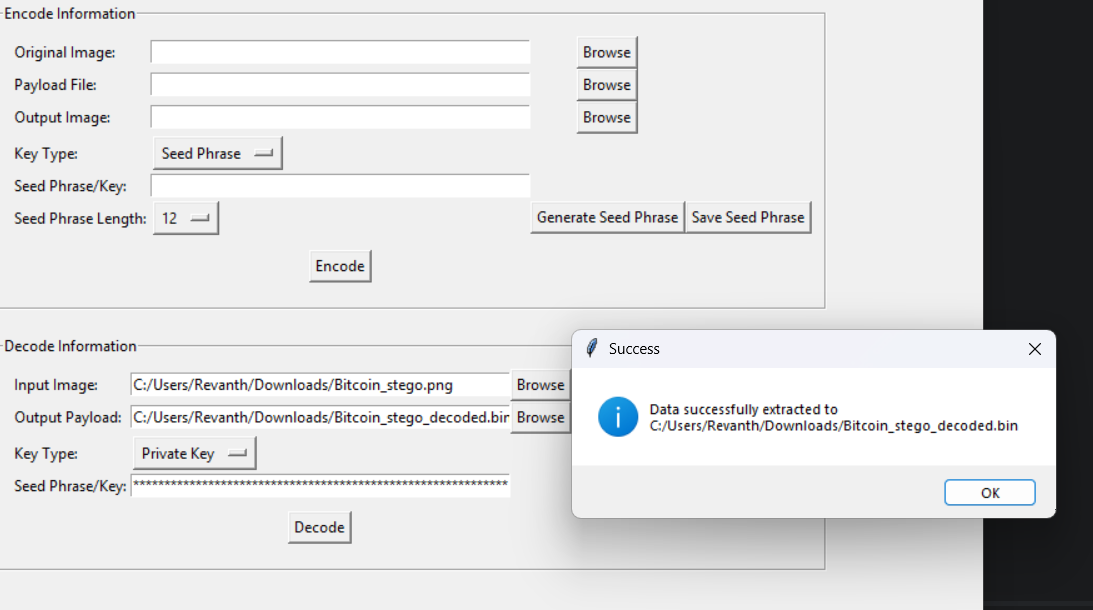 Encode Information
Original Image: Browse
Payload File: Browse
Output Image: Browse
Key Type: Seed Phrase
Seed Phrase/Key:
Seed Phrase Length: 12 Generate Seed Phrase Save Seed Phrase
Encode
Decode Information
Input Image: C:/Users/Revanth/Downloads/Bitcoin_stego.png Browse
Output Payload: C:/Users/Revanth/Downloads/Bitcoin_stego_decoded.bin Browse
Key Type: Private Key
Seed Phrase/Key: ************************************************************
Decode
Success
Data successfully extracted to
C:/Users/Revanth/Downloads/Bitcoin_stego_decoded.bin
OK